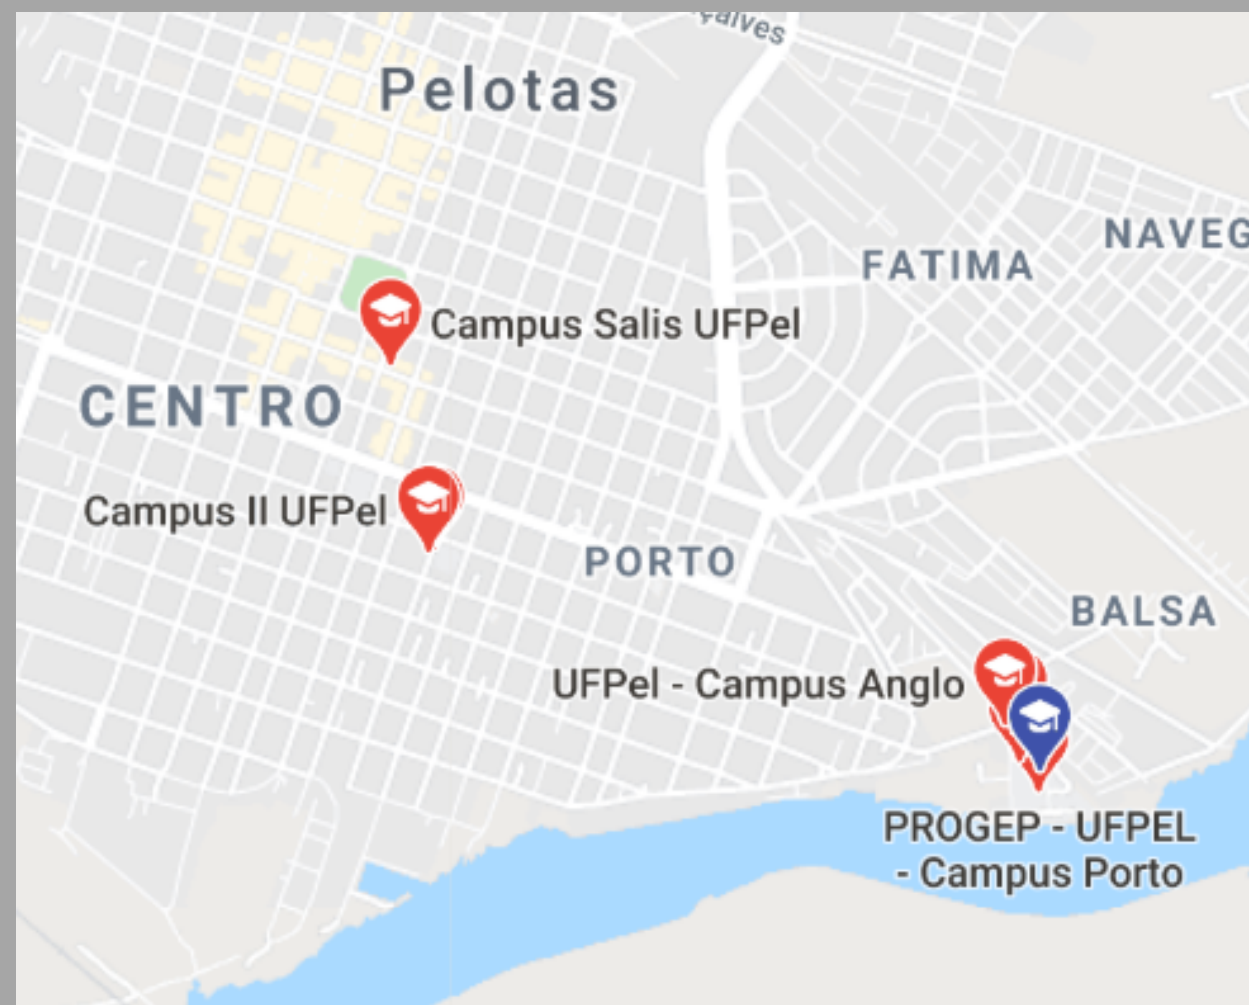 Pelotas
NAVEG
FATIMA
Campus Salis UFPel
CENTRO
Campus II UFPel
PORTO
BALSA
UFPel - Campus Anglo
PROGEP - UFPEL
- Campus Porto